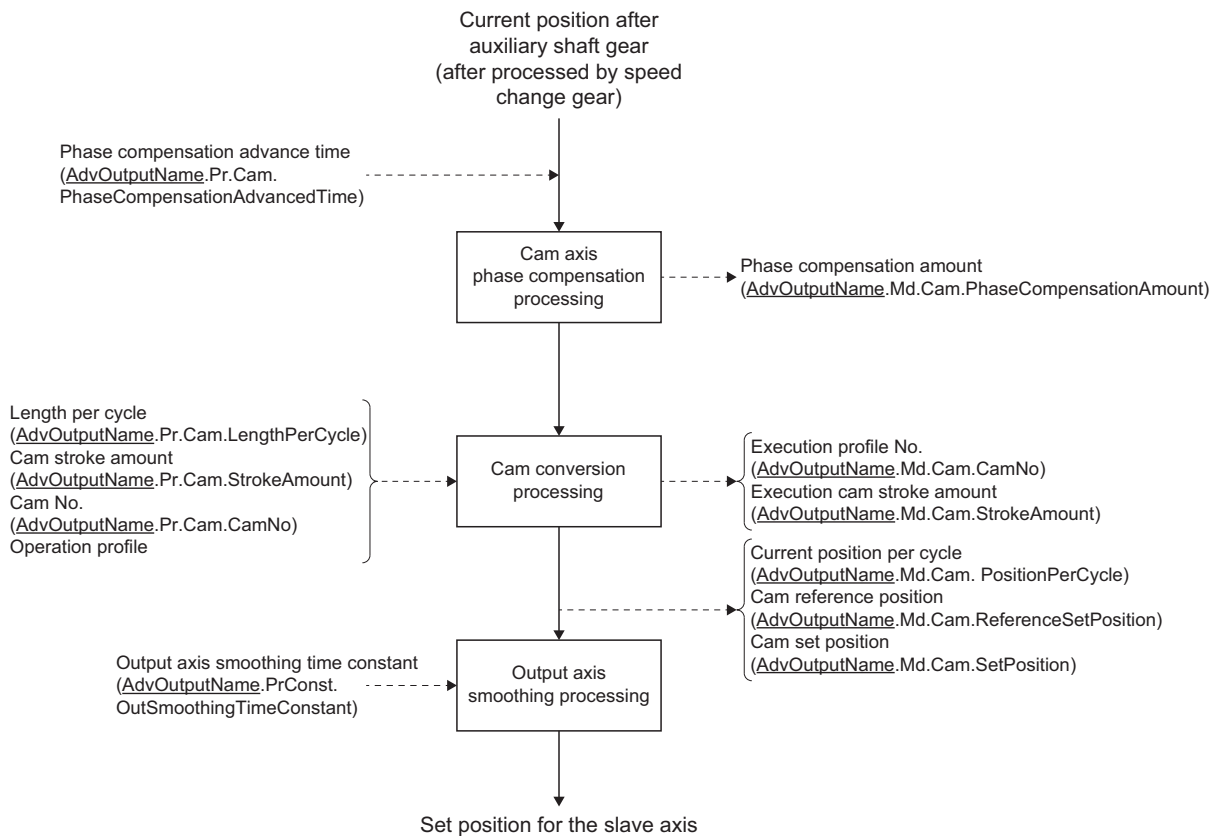 Current position after
auxiliary shaft gear
(after processed by speed
change gear)
Phase compensation advance time
(AdvOutputName.Pr.Cam.
PhaseCompensationAdvancedTime)
Cam axis
phase compensation
processing
Phase compensation amount
(AdvOutputName.Md.Cam.PhaseCompensationAmount)
Length per cycle
(AdvOutputName.Pr.Cam.LengthPerCycle)
Cam stroke amount
(AdvOutputName.Pr.Cam.StrokeAmount)
Cam No.
(AdvOutputName.Pr.Cam.CamNo)
Operation profile
Cam conversion
processing
Execution profile No.
(AdvOutputName.Md.Cam.CamNo)
Execution cam stroke amount
(AdvOutputName.Md.Cam.StrokeAmount)
Current position per cycle
(AdvOutputName.Md.Cam. PositionPerCycle)
Cam reference position
(AdvOutputName.Md.Cam.ReferenceSetPosition)
Cam set position
(AdvOutputName.Md.Cam.SetPosition)
Output axis smoothing time constant
(AdvOutputName.PrConst.
OutSmoothingTimeConstant)
Output axis
smoothing processing
Set position for the slave axis